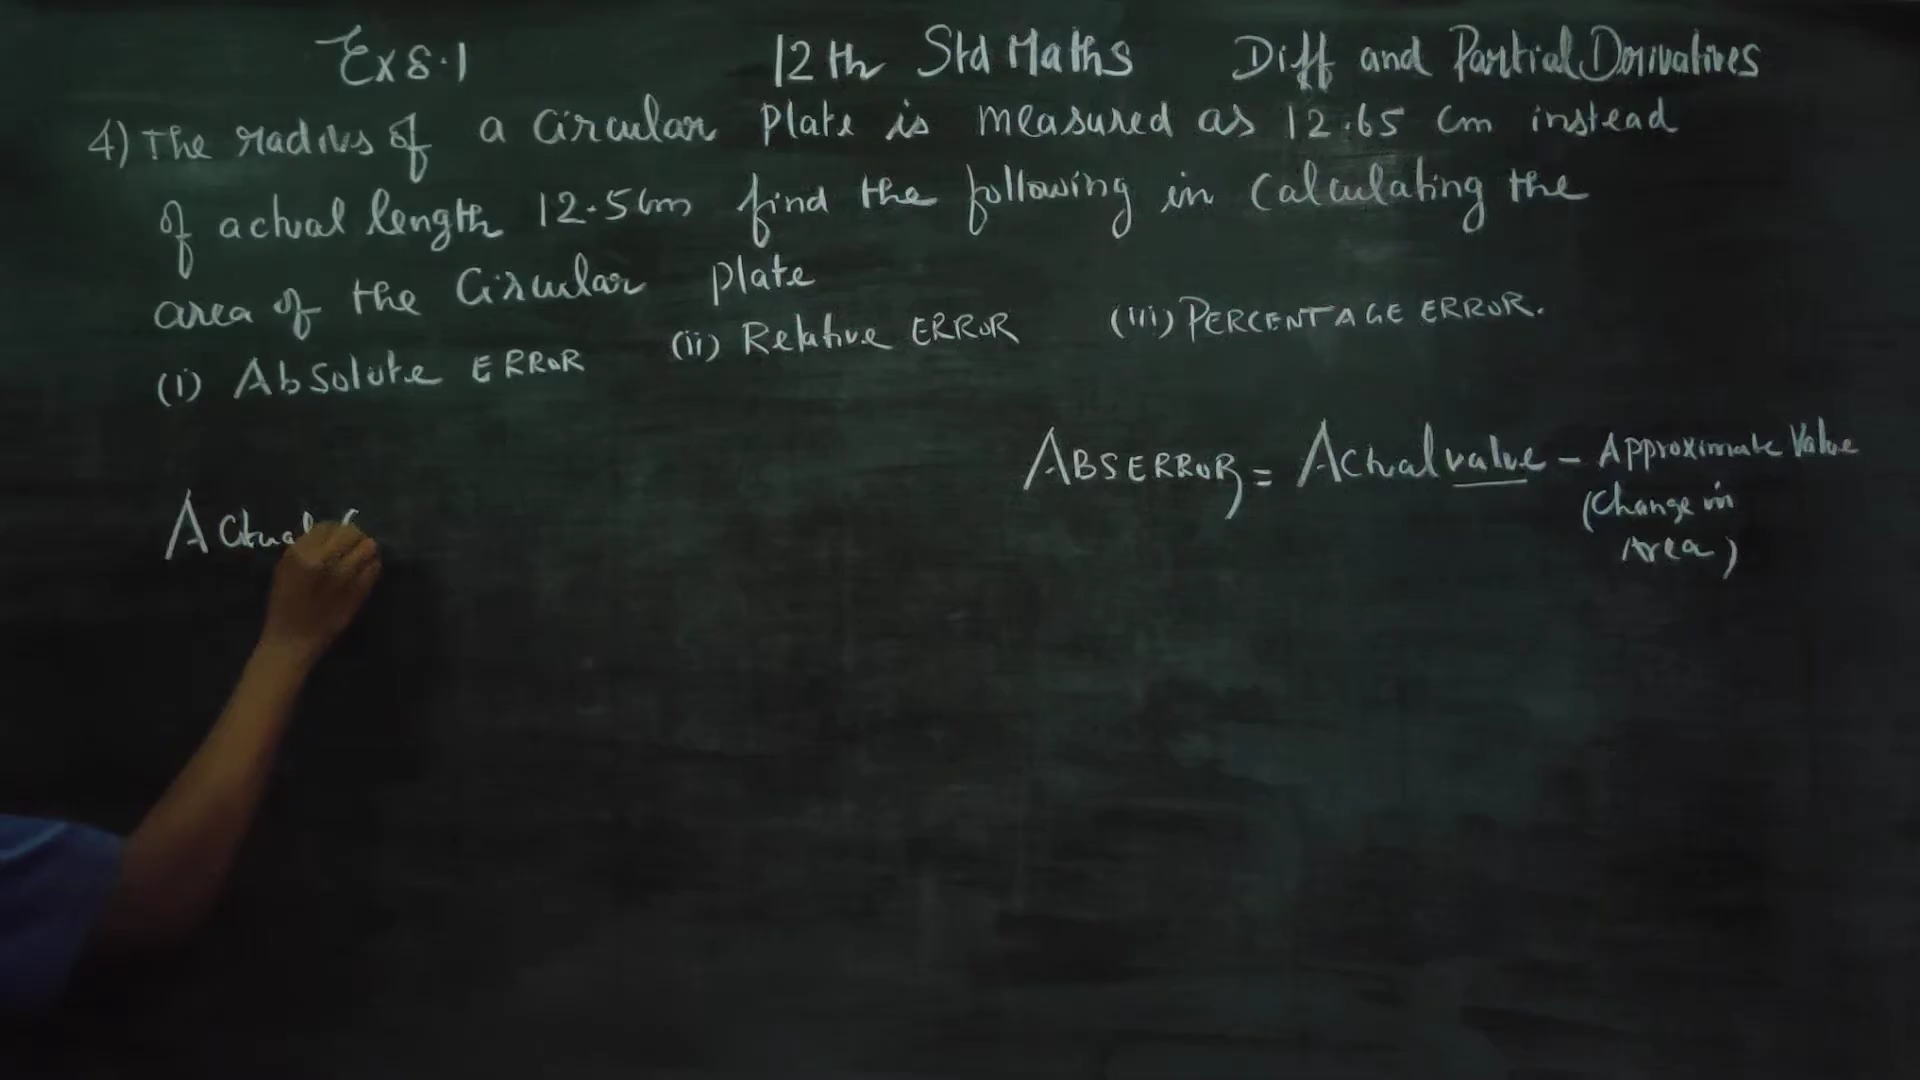 Ex 8.1 12th Std Maths Diff and Partial Derivatives
4) The radius of a circular plate is measured as 12.65 cm instead
of actual length 12.5cm find the following in calculating the
area of the circular plate
(i) Absolute ERROR (ii) Relative ERROR (iii) PERCENTAGE ERROR.
ABS ERROR = Actual value - Approximate Value
(Change in
Area)
Actual